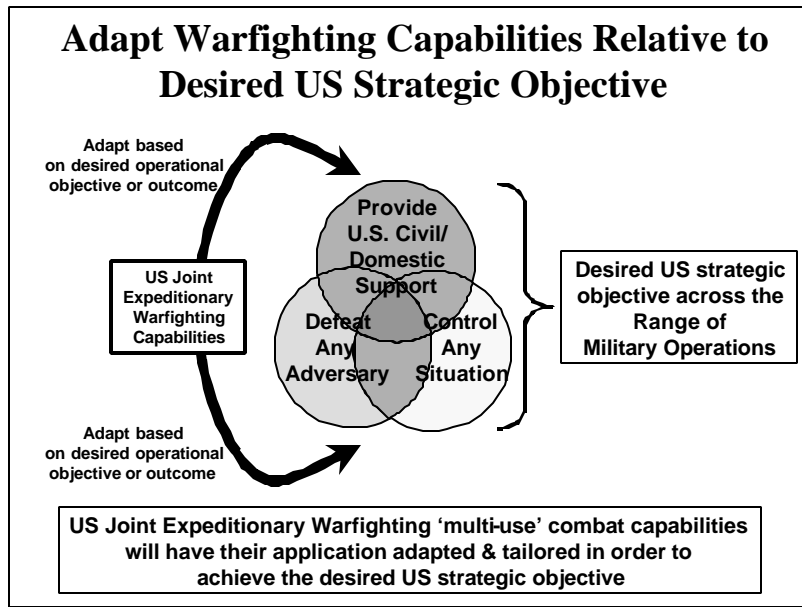 Adapt Warfighting Capabilities Relative to
Desired US Strategic Objective
Adapt based
on desired operational
objective or outcome
US Joint
Expeditionary
Warfighting
Capabilities
Provide
U.S. Civil/
Domestic
Support
Defeat
Any
Adversary
Control
Any
Situation
Desired US strategic
objective across the
Range of
Military Operations
Adapt based
on desired operational
objective or outcome
US Joint Expeditionary Warfighting ‘multi-use’ combat capabilities
will have their application adapted & tailored in order to
achieve the desired US strategic objective